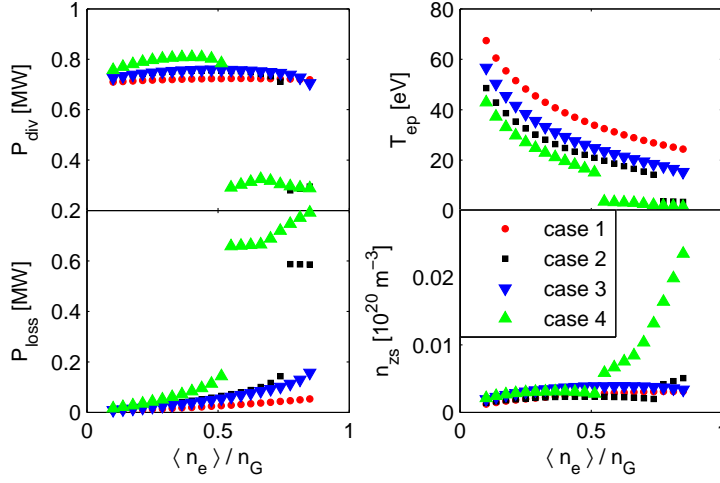 1
0.8
0.6
0.4
0.2
P_div [MW]
80
60
40
20
0
T_ep [eV]
0.6
0.4
0.2
0
P_loss [MW]
0 0.5 1
⟨ n_e ⟩ / n_G
case 1
case 2
case 3
case 4
0.02
0.01
0
n_zs [10^20 m^−3]
0 0.5 1
⟨ n_e ⟩ / n_G